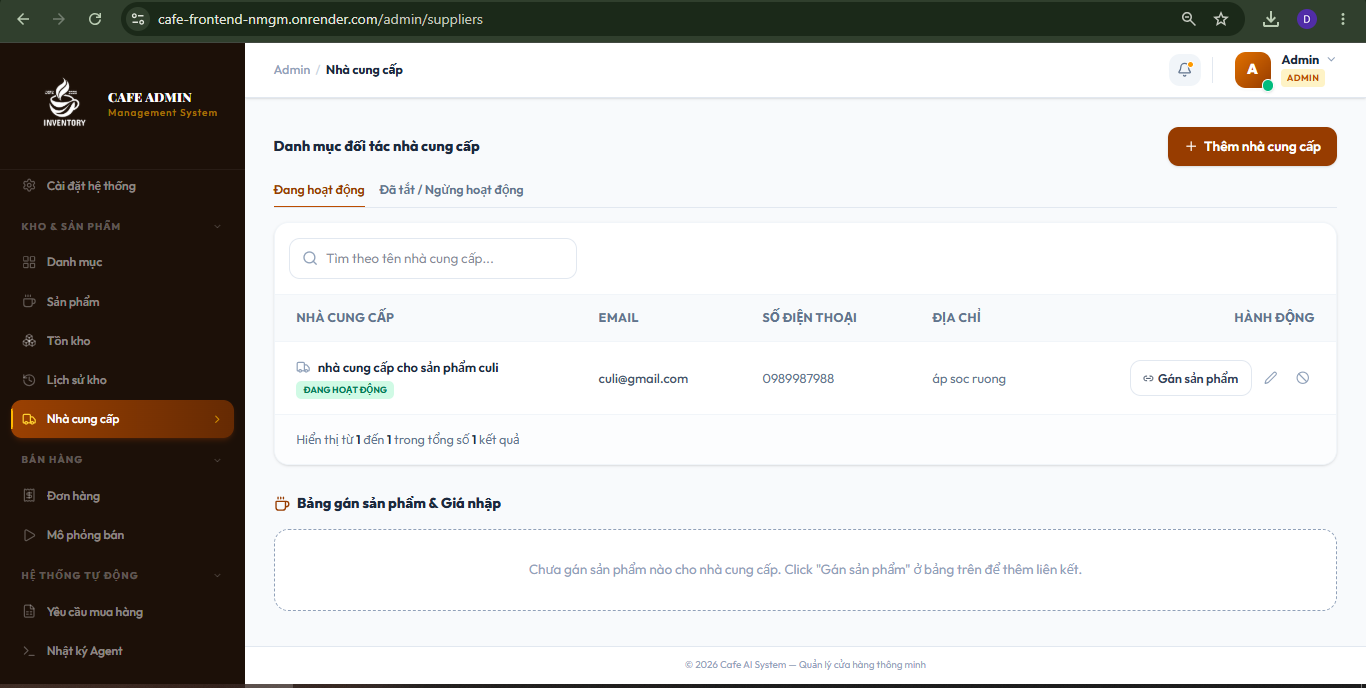 cafe-frontend-nmgm.onrender.com/admin/suppliers
D
INVENTORY
CAFE ADMIN
Management System
Cài đặt hệ thống
KHO & SẢN PHẨM
Danh mục
Sản phẩm
Tồn kho
Lịch sử kho
Nhà cung cấp
BÁN HÀNG
Đơn hàng
Mô phỏng bán
HỆ THỐNG TỰ ĐỘNG
Yêu cầu mua hàng
Nhật ký Agent
Admin / Nhà cung cấp
A
Admin
ADMIN
Danh mục đối tác nhà cung cấp
+ Thêm nhà cung cấp
Đang hoạt động Đã tắt / Ngừng hoạt động
Tìm theo tên nhà cung cấp...
NHÀ CUNG CẤP EMAIL SỐ ĐIỆN THOẠI ĐỊA CHỈ HÀNH ĐỘNG
nhà cung cấp cho sản phẩm culi
ĐANG HOẠT ĐỘNG
culi@gmail.com 0989987988 áp soc ruong Gán sản phẩm
Hiển thị từ 1 đến 1 trong tổng số 1 kết quả
Bảng gán sản phẩm & Giá nhập
Chưa gán sản phẩm nào cho nhà cung cấp. Click "Gán sản phẩm" ở bảng trên để thêm liên kết.
© 2026 Cafe AI System — Quản lý cửa hàng thông minh